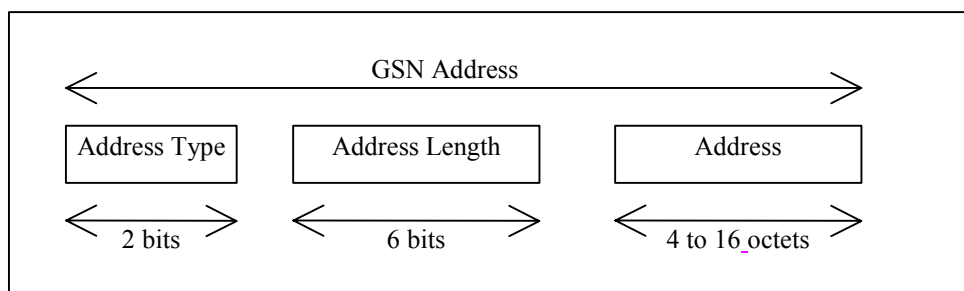 GSN Address
Address Type Address Length Address
2 bits 6 bits 4 to 16 octets